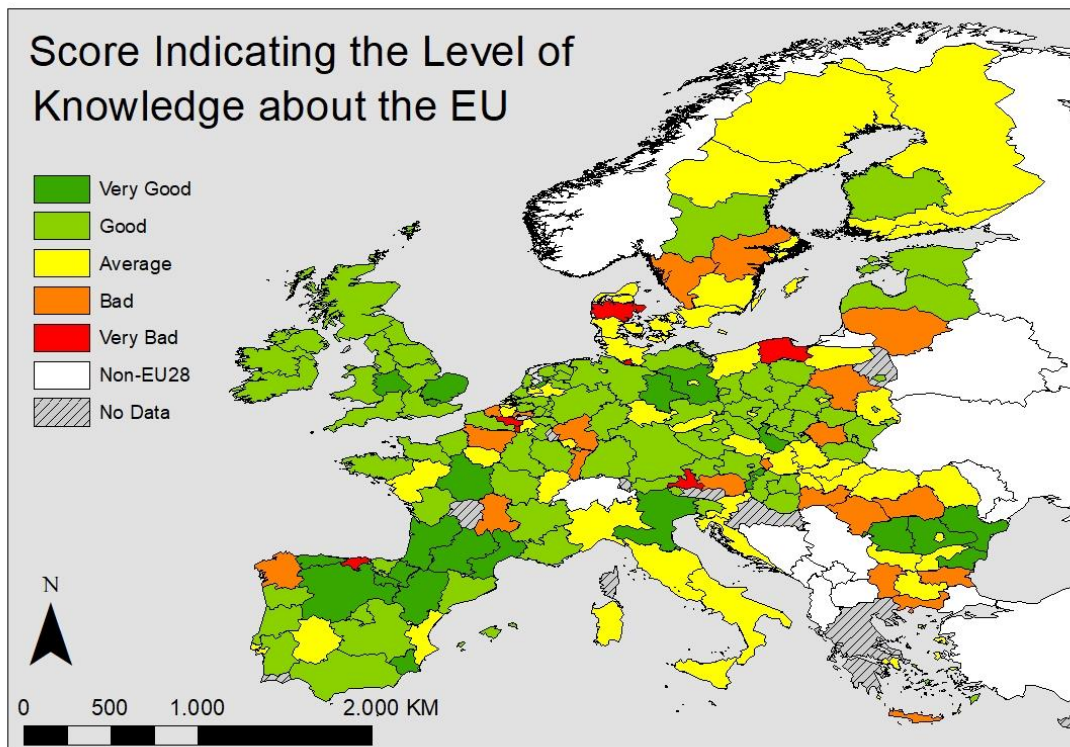 Score Indicating the Level of
Knowledge about the EU
Very Good
Good
Average
Bad
Very Bad
Non-EU28
No Data
N
0 500 1.000 2.000 KM